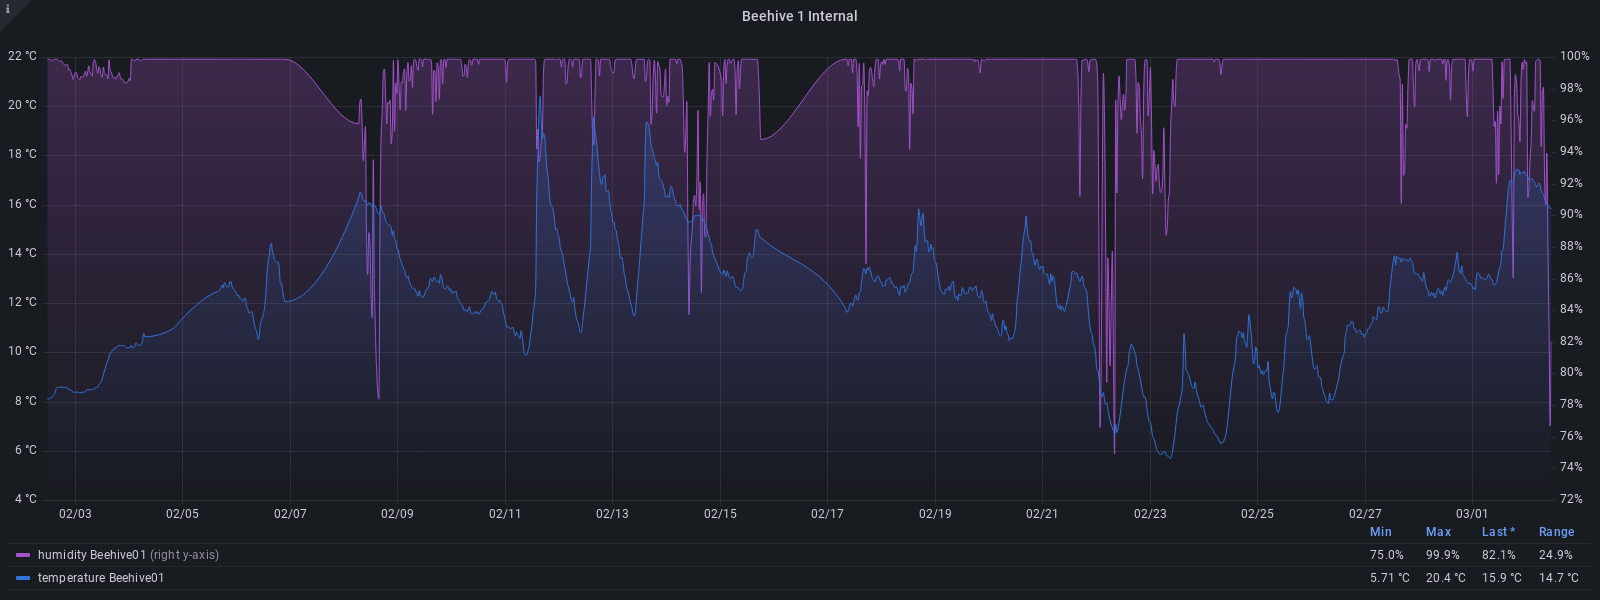 i
Beehive 1 Internal
22 °C
20 °C
18 °C
16 °C
14 °C
12 °C
10 °C
8 °C
6 °C
4 °C
100%
98%
96%
94%
92%
90%
88%
86%
84%
82%
80%
78%
76%
74%
72%
02/03 02/05 02/07 02/09 02/11 02/13 02/15 02/17 02/19 02/21 02/23 02/25 02/27 03/01
Min Max Last * Range
humidity Beehive01 (right y-axis) 75.0% 99.9% 82.1% 24.9%
temperature Beehive01 5.71 °C 20.4 °C 15.9 °C 14.7 °C